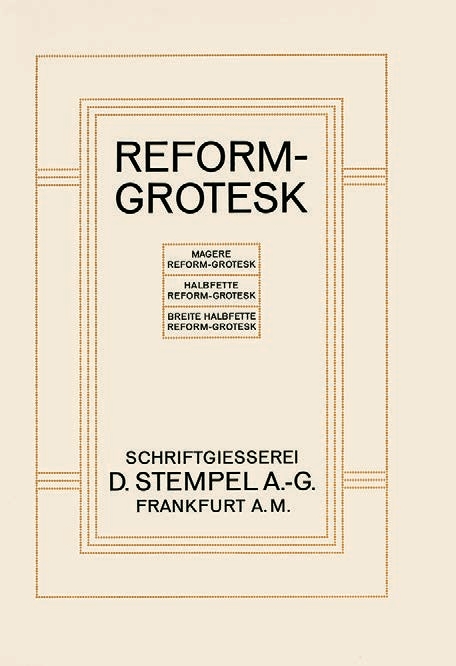 REFORM-
GROTESK
MAGERE
REFORM-GROTESK
HALBFETTE
REFORM-GROTESK
BREITE HALBFETTE
REFORM-GROTESK
SCHRIFTGIESSEREI
D. STEMPEL A.-G.
FRANKFURT A.M.